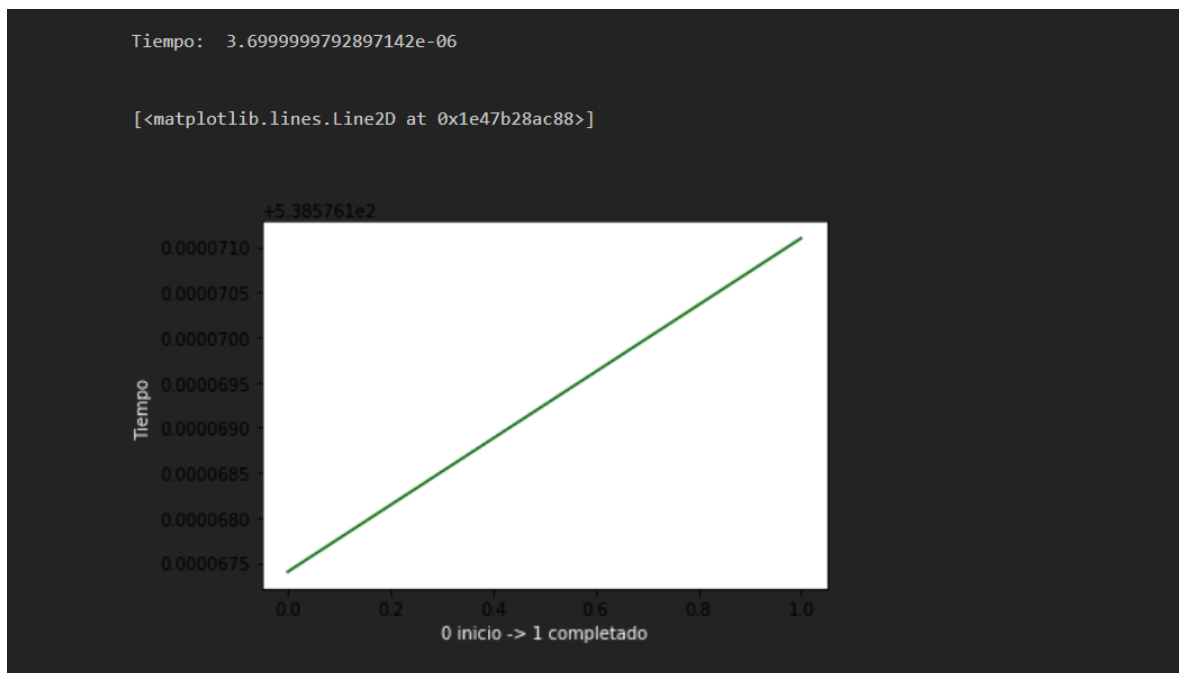 Tiempo:  3.6999999792897142e-06
[<matplotlib.lines.Line2D at 0x1e47b28ac88>]
+5.385761e2
0.0000710
0.0000705
0.0000700
0.0000695
0.0000690
0.0000685
0.0000680
0.0000675
Tiempo
0.0 0.2 0.4 0.6 0.8 1.0
0 inicio -> 1 completado